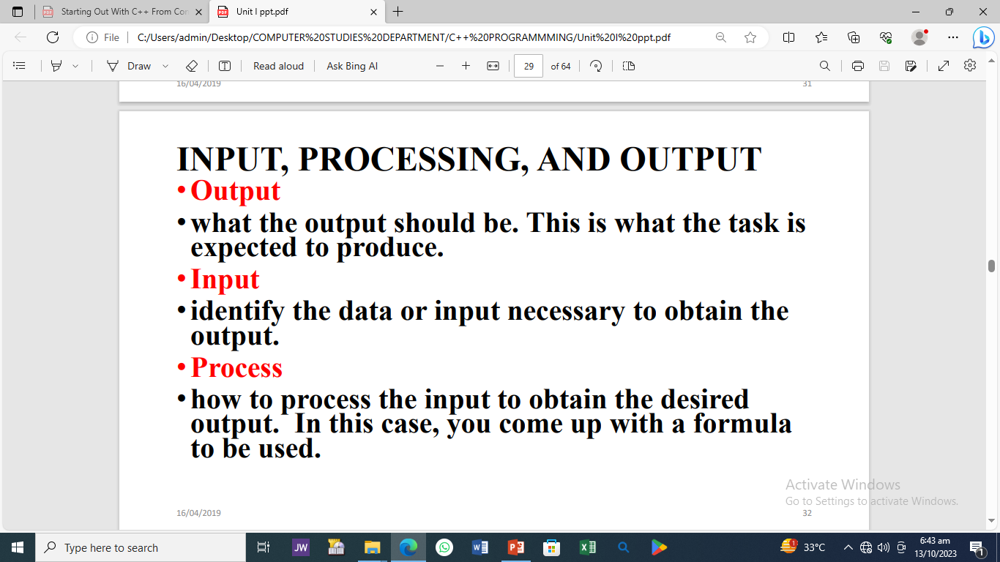 Starting Out With C++ From Con
Unit I ppt.pdf
File
C:/Users/admin/Desktop/COMPUTER%20STUDIES%20DEPARTMENT/C++%20PROGRAMMMING/Unit%20I%20ppt.pdf
Draw
Read aloud
Ask Bing AI
29
of 64
16/04/2019
31
INPUT, PROCESSING, AND OUTPUT
• Output
• what the output should be. This is what the task is
expected to produce.
• Input
• identify the data or input necessary to obtain the
output.
• Process
• how to process the input to obtain the desired
output.  In this case, you come up with a formula
to be used.
Activate Windows
Go to Settings to activate Windows.
16/04/2019
32
Type here to search
JW
33°C
6:43 am
13/10/2023